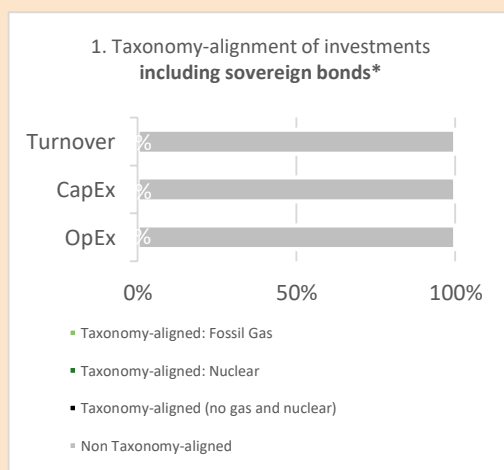 1. Taxonomy-alignment of investments
including sovereign bonds*
Turnover
%
CapEx
%
OpEx
%
0% 50% 100%
Taxonomy-aligned: Fossil Gas
Taxonomy-aligned: Nuclear
Taxonomy-aligned (no gas and nuclear)
Non Taxonomy-aligned